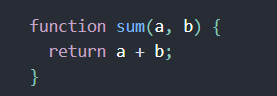 function sum(a, b) {
  return a + b;
}